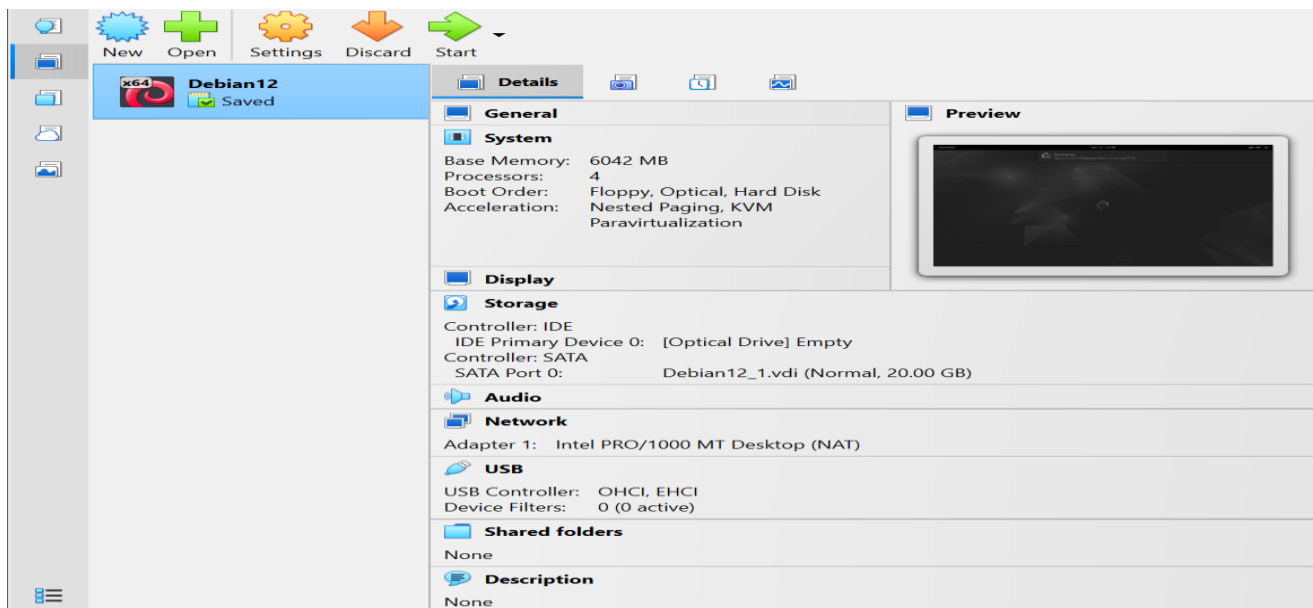 New Open Settings Discard Start
x64
Debian12
Saved
Details
General
System
Base Memory: 6042 MB
Processors: 4
Boot Order: Floppy, Optical, Hard Disk
Acceleration: Nested Paging, KVM
Paravirtualization
Preview
Display
Storage
Controller: IDE
IDE Primary Device 0: [Optical Drive] Empty
Controller: SATA
SATA Port 0: Debian12_1.vdi (Normal, 20.00 GB)
Audio
Network
Adapter 1: Intel PRO/1000 MT Desktop (NAT)
USB
USB Controller: OHCI, EHCI
Device Filters: 0 (0 active)
Shared folders
None
Description
None